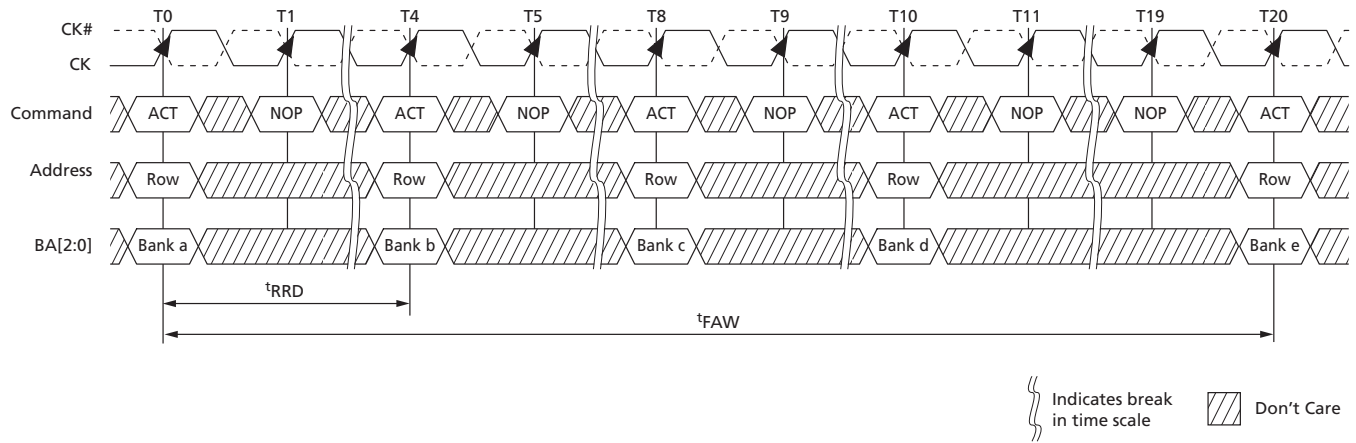 T0 T1 T4 T5 T8 T9 T10 T11 T19 T20
CK#
CK
Command ACT NOP ACT NOP ACT NOP ACT NOP NOP ACT
Address Row Row Row Row Row
BA[2:0] Bank a Bank b Bank c Bank d Bank e
tRRD
tFAW
Indicates break
in time scale
Don't Care